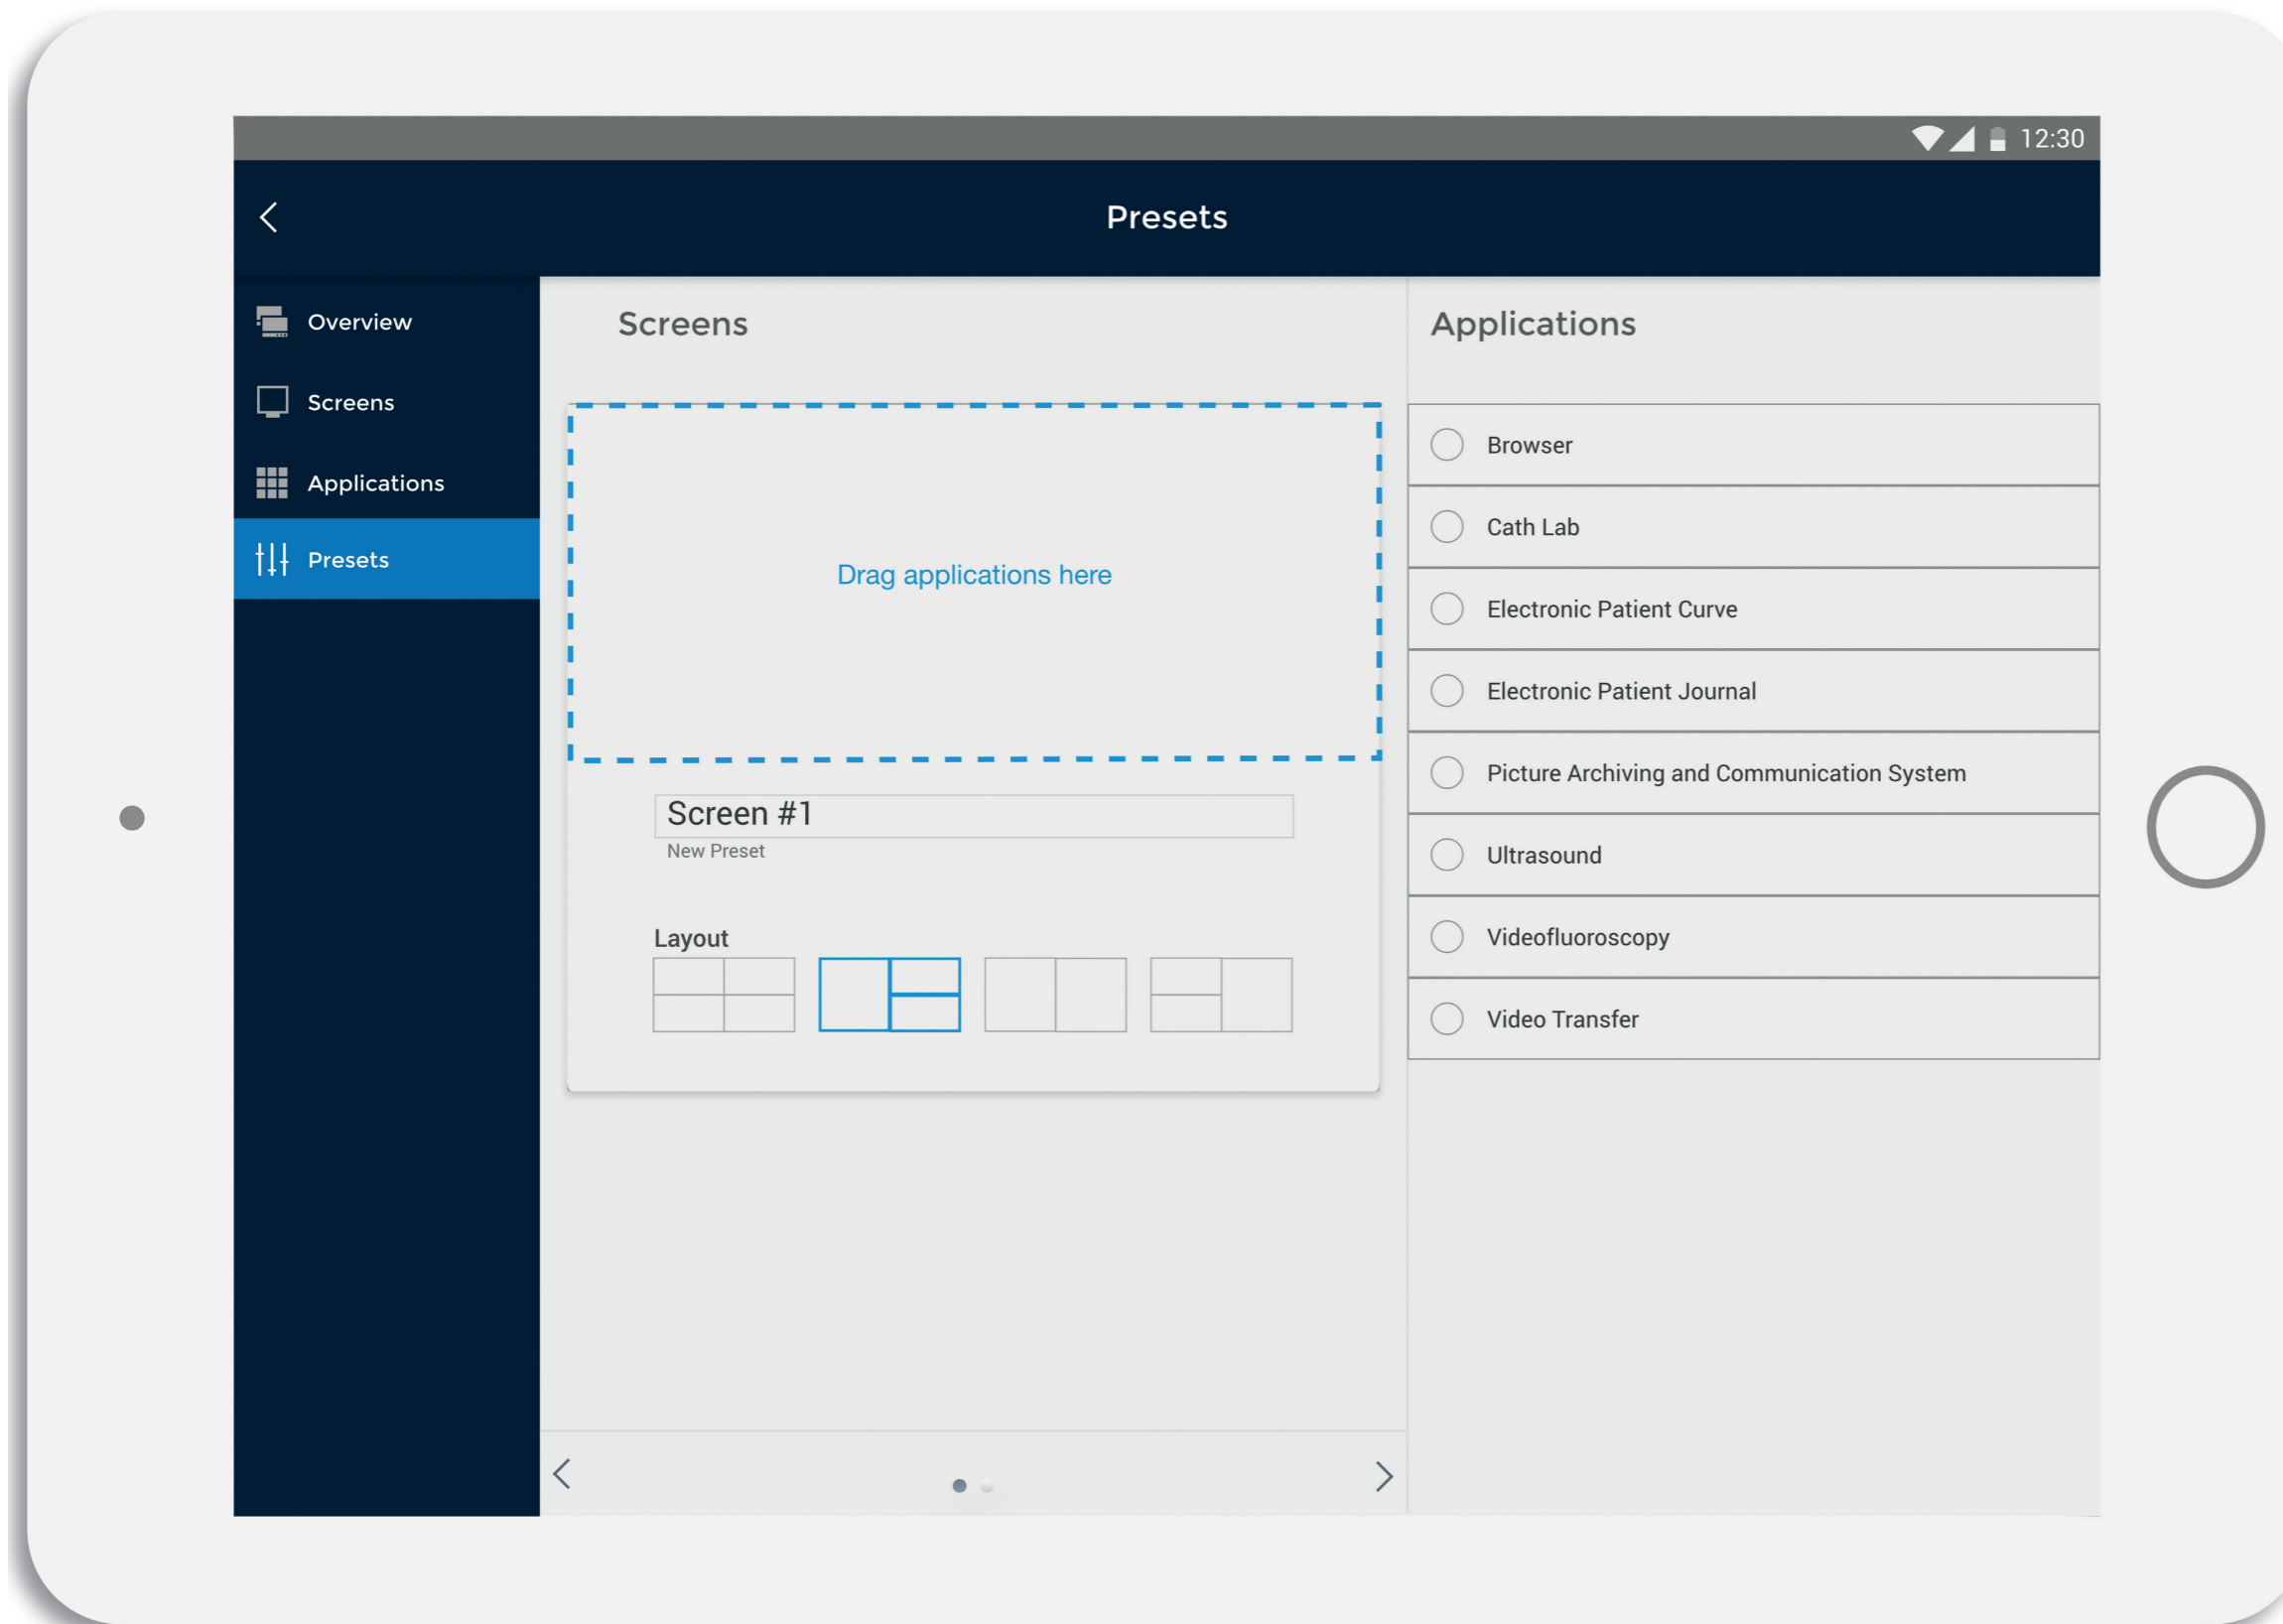 12:30
Presets
Overview
Screens
Applications
Presets
Screens
Drag applications here
Screen #1
New Preset
Layout
Applications
Browser
Cath Lab
Electronic Patient Curve
Electronic Patient Journal
Picture Archiving and Communication System
Ultrasound
Videofluoroscopy
Video Transfer